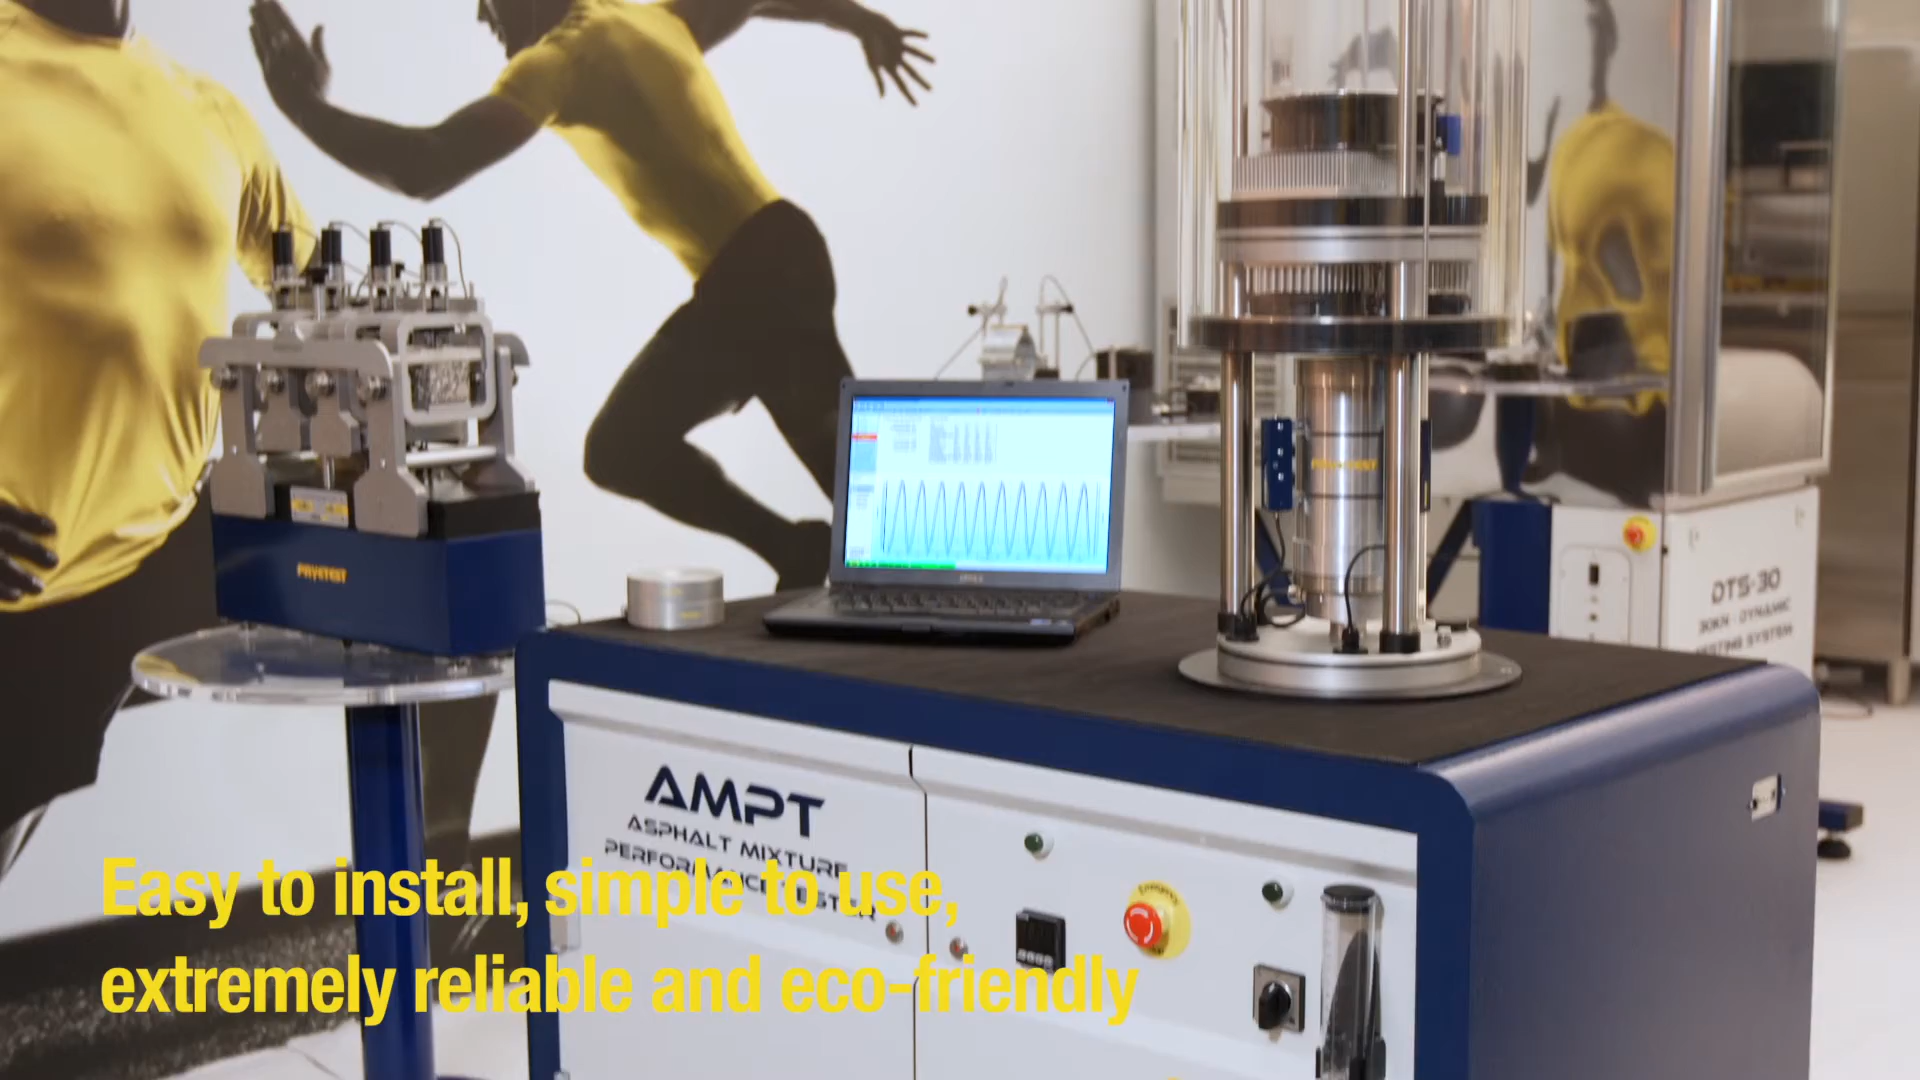 PAVETEST
DTS-30
30KN - DYNAMIC
TESTING SYSTEM
AMPT
ASPHALT MIXTURE
PERFORMANCE TESTER
Easy to install, simple to use,
extremely reliable and eco-friendly